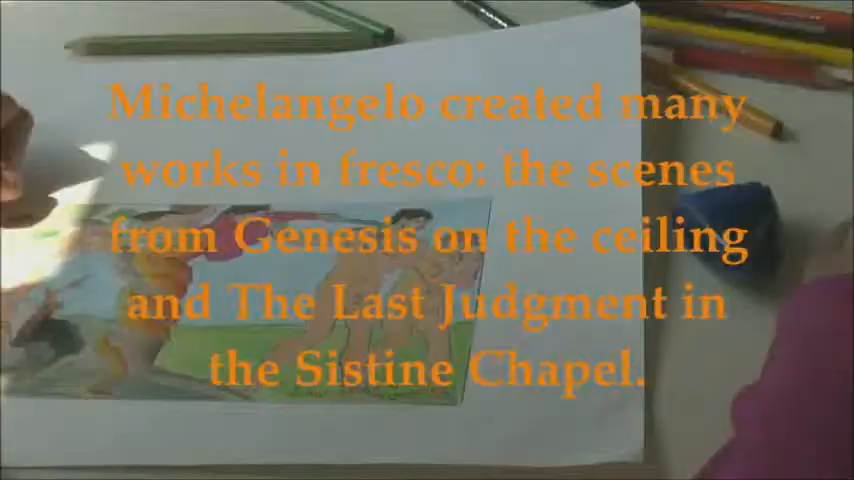 Michelangelo created many
works in fresco: the scenes
from Genesis on the ceiling
and The Last Judgment in
the Sistine Chapel.